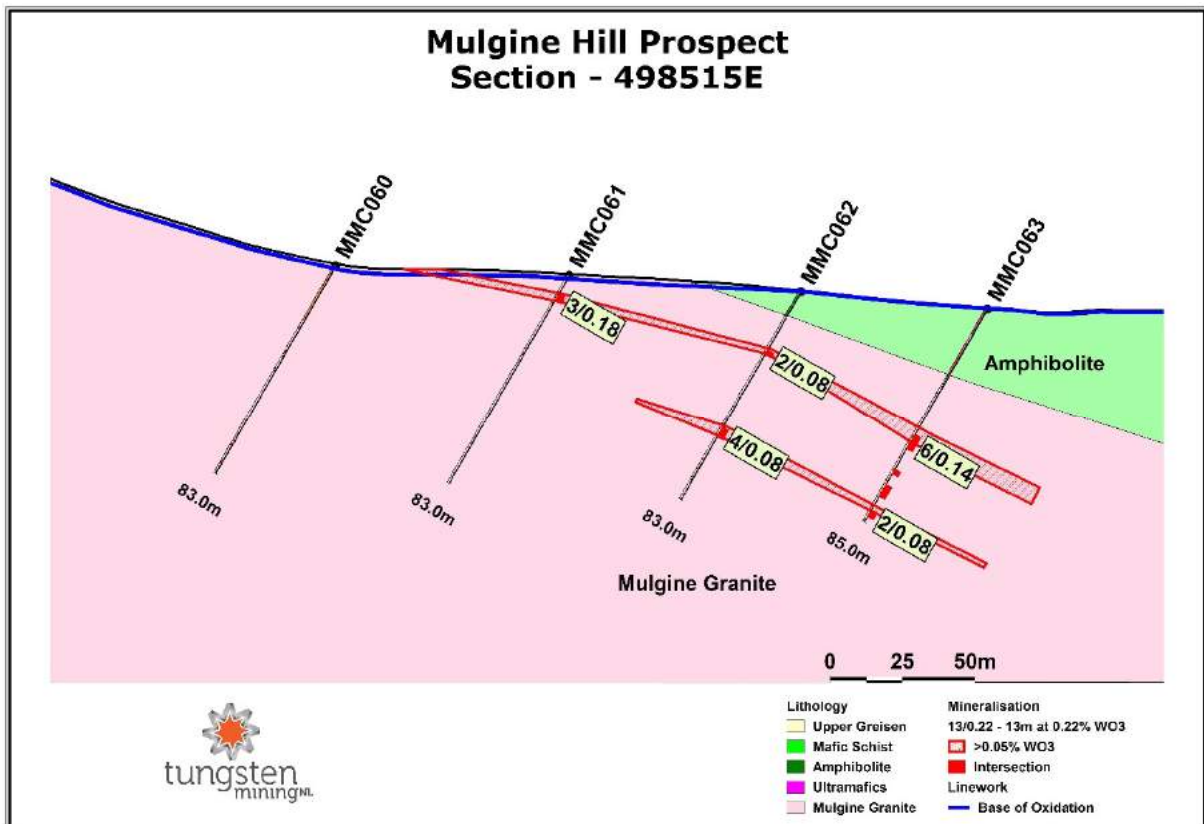 Mulgine Hill Prospect
Section - 498515E
MMC060
MMC061
MMC062
MMC063
3/0.18
2/0.08
Amphibolite
4/0.08
6/0.14
2/0.08
83.0m
83.0m
83.0m
85.0m
Mulgine Granite
0 25 50m
tungsten
miningNL
Lithology
Upper Greisen
Mafic Schist
Amphibolite
Ultramafics
Mulgine Granite
Mineralisation
13/0.22 - 13m at 0.22% WO3
>0.05% WO3
Intersection
Linework
Base of Oxidation